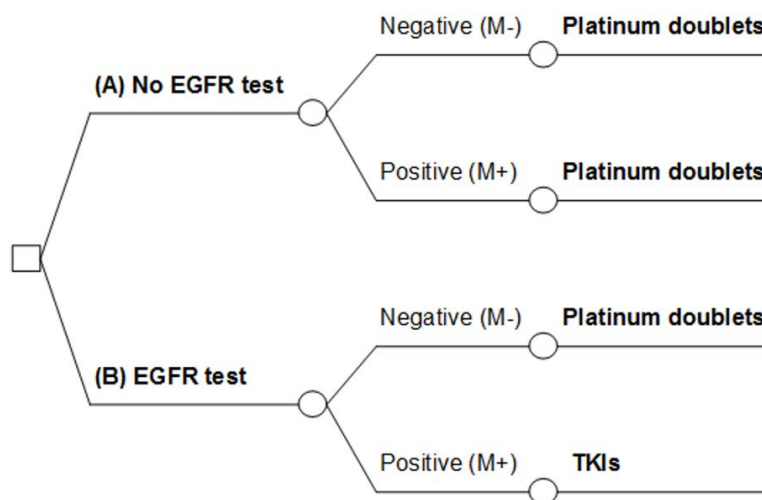 Negative (M-) Platinum doublets
(A) No EGFR test
Positive (M+) Platinum doublets
Negative (M-) Platinum doublets
(B) EGFR test
Positive (M+) TKIs